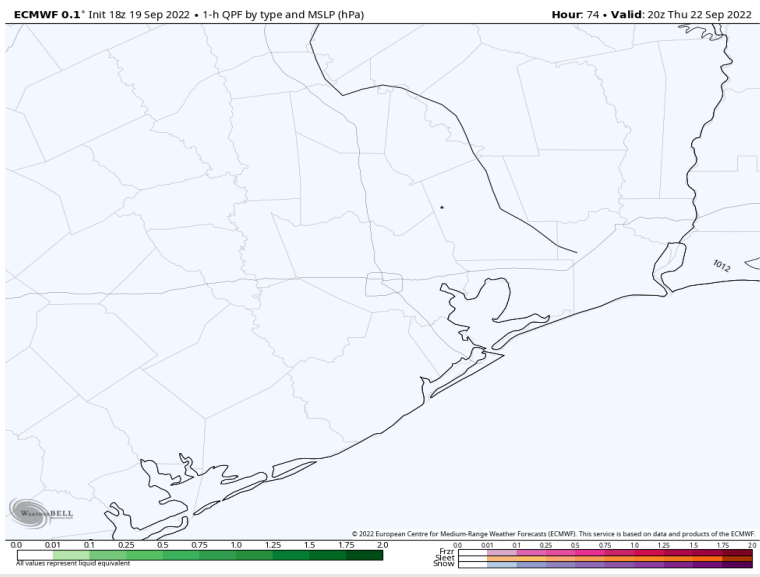 ECMWF 0.1° Init 18z 19 Sep 2022 • 1-h QPF by type and MSLP (hPa)
Hour: 74 • Valid: 20z Thu 22 Sep 2022
1012
WeatherBELL
© 2022 European Centre for Medium-Range Weather Forecasts (ECMWF). This service is based on data and products of the ECMWF.
0.0 0.01 0.1 0.25 0.5 0.75 1.0 1.25 1.5 1.75 2.0
All values represent liquid equivalent
0.0 0.01 0.1 0.25 0.5 0.75 1.0 1.25 1.5 1.75 2.0
Frzr
Sleet
Snow